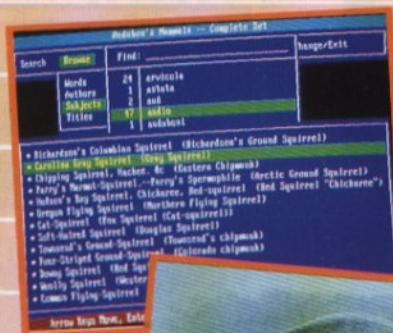 Audubon's Mammals -- Complete Set
Search Browse Find: hange/Exit
Words
Authors
Subjects
Titles
24 arvicola
1 astuta
2 aud
97 audio
1 auduboni
• Richardson's Columbian Squirrel (Richardson's Ground Squirrel)
• Carolina Grey Squirrel (Grey Squirrel)
• Chipping Squirrel, Hackee, &c (Eastern Chipmunk)
• Parry's Marmot-Squirrel.--Parry's Spermophile (Arctic Ground Squirrel)
• Hudson's Bay Squirrel, Chickaree, Red-squirrel (Red Squirrel "Chickaree")
• Oregon Flying Squirrel (Northern Flying Squirrel)
• Cat-Squirrel (Fox Squirrel (Cat-squirrel))
• Soft-Haired Squirrel (Douglas Squirrel)
• Townsend's Ground-Squirrel (Townsend's chipmunk)
• Four-Striped Ground-Squirrel (Colorado chipmunk)
• Downy Squirrel (Red Squ
• Woolly Squirrel (Wester
• Common Flying-Squirrel
Arrow Keys Move, Ente